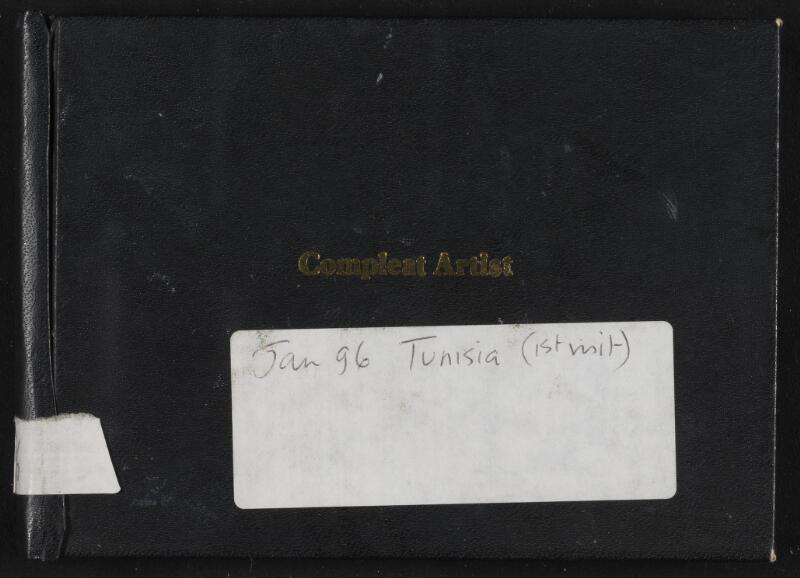 Compleat Artist
Jan 96 Tunisia (1st visit)